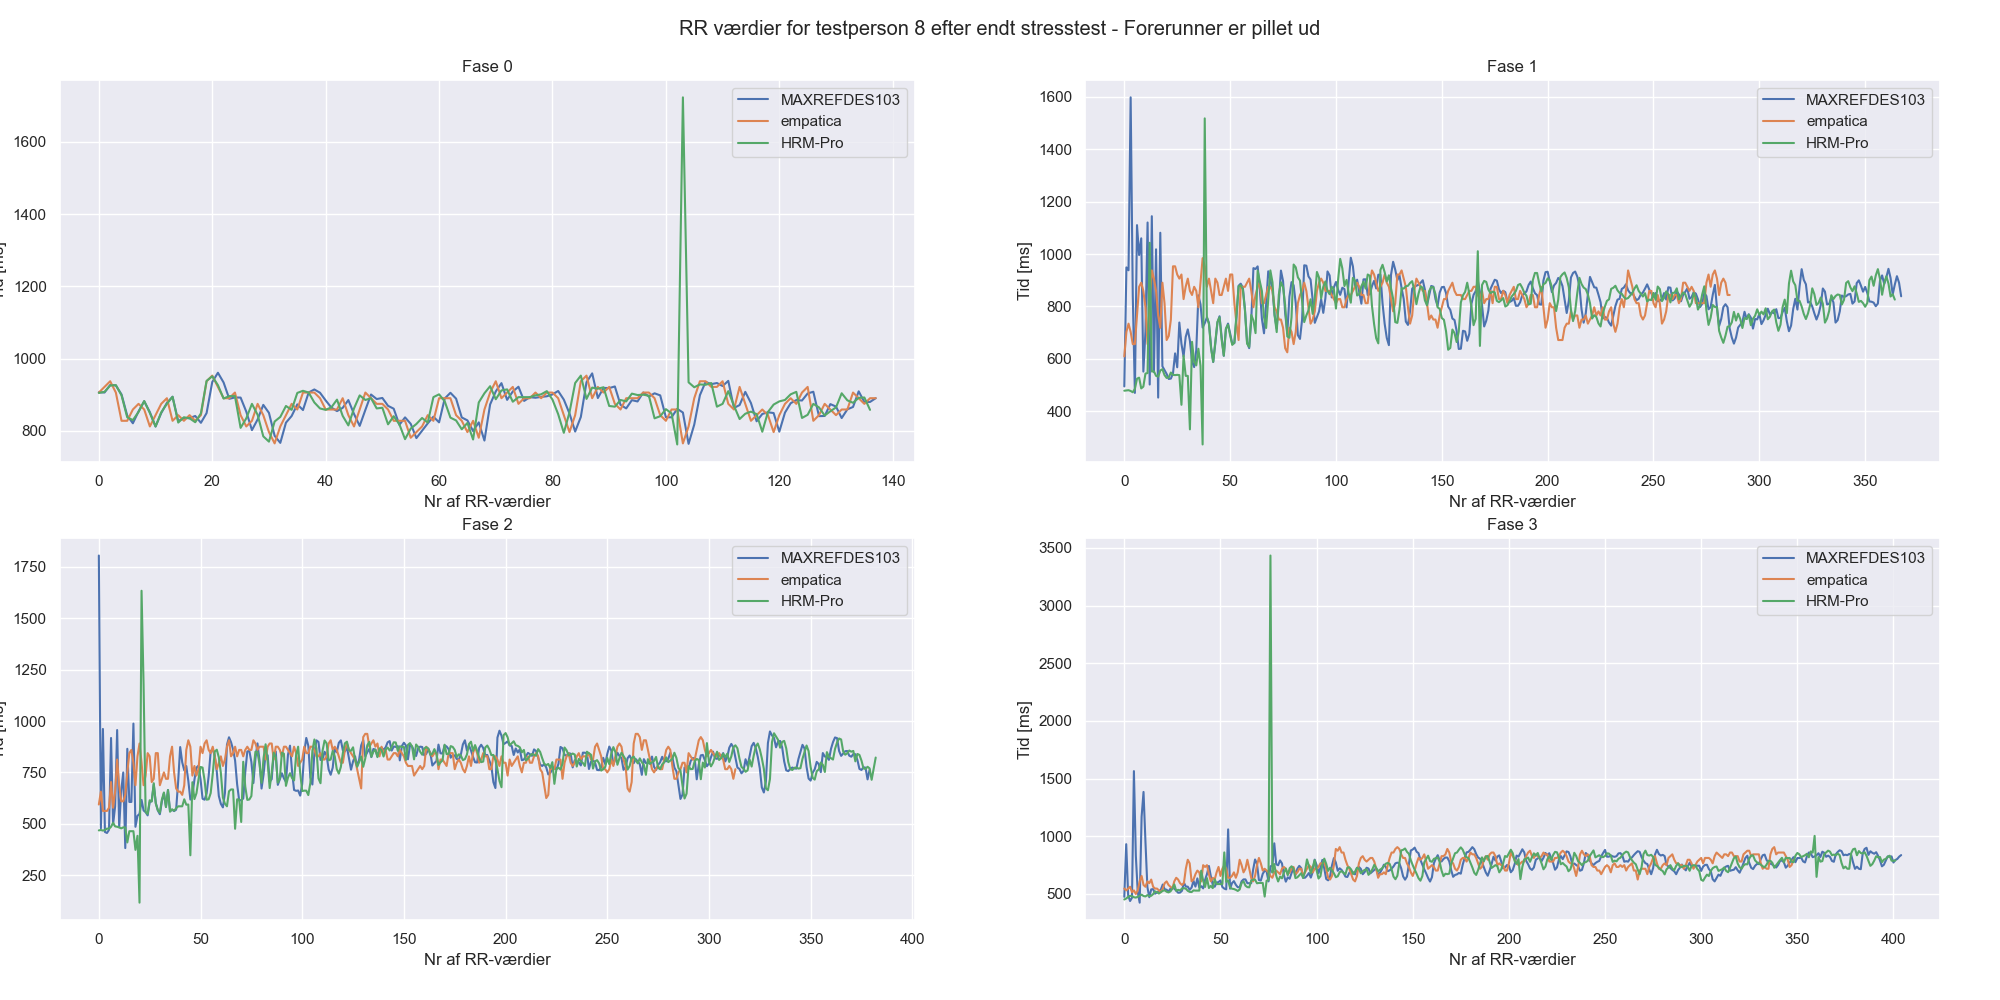 RR værdier for testperson 8 efter endt stresstest - Forerunner er pillet ud
Fase 0
MAXREFDES103
empatica
HRM-Pro
1600
1400
1200
1000
800
0 20 40 60 80 100 120 140
Nr af RR-værdier
Fase 1
MAXREFDES103
empatica
HRM-Pro
Tid [ms]
1600
1400
1200
1000
800
600
400
0 50 100 150 200 250 300 350
Nr af RR-værdier
Fase 2
MAXREFDES103
empatica
HRM-Pro
1750
1500
1250
1000
750
500
250
0 50 100 150 200 250 300 350 400
Nr af RR-værdier
Fase 3
MAXREFDES103
empatica
HRM-Pro
Tid [ms]
3500
3000
2500
2000
1500
1000
500
0 50 100 150 200 250 300 350 400
Nr af RR-værdier